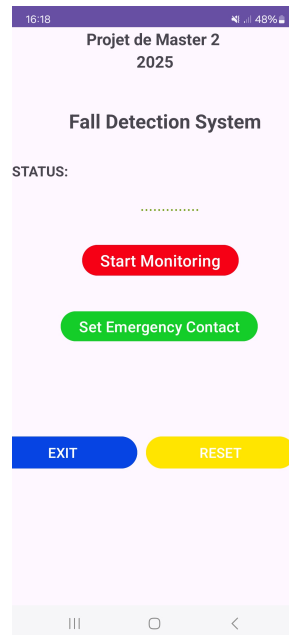 16:18 48%
Projet de Master 2
2025
Fall Detection System
STATUS:
..............
Start Monitoring
Set Emergency Contact
EXIT RESET